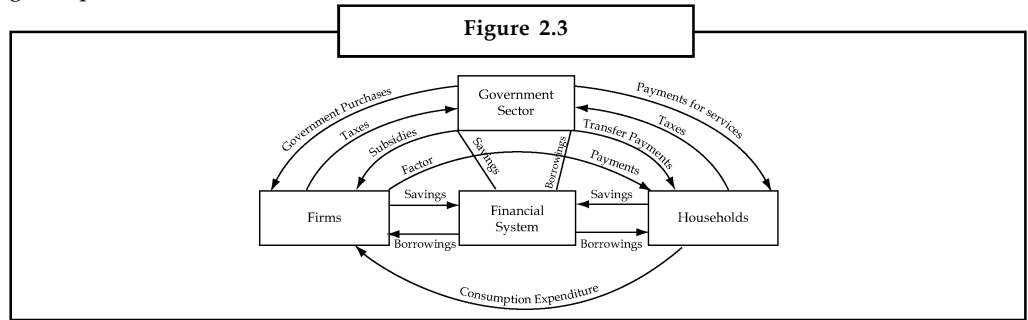 Figure 2.3
Government
Sector
Government Purchases
Taxes
Subsidies
Payments for services
Taxes
Transfer Payments
Savings
Borrowings
Factor
Payments
Firms
Savings
Borrowings
Financial
System
Savings
Borrowings
Households
Consumption Expenditure